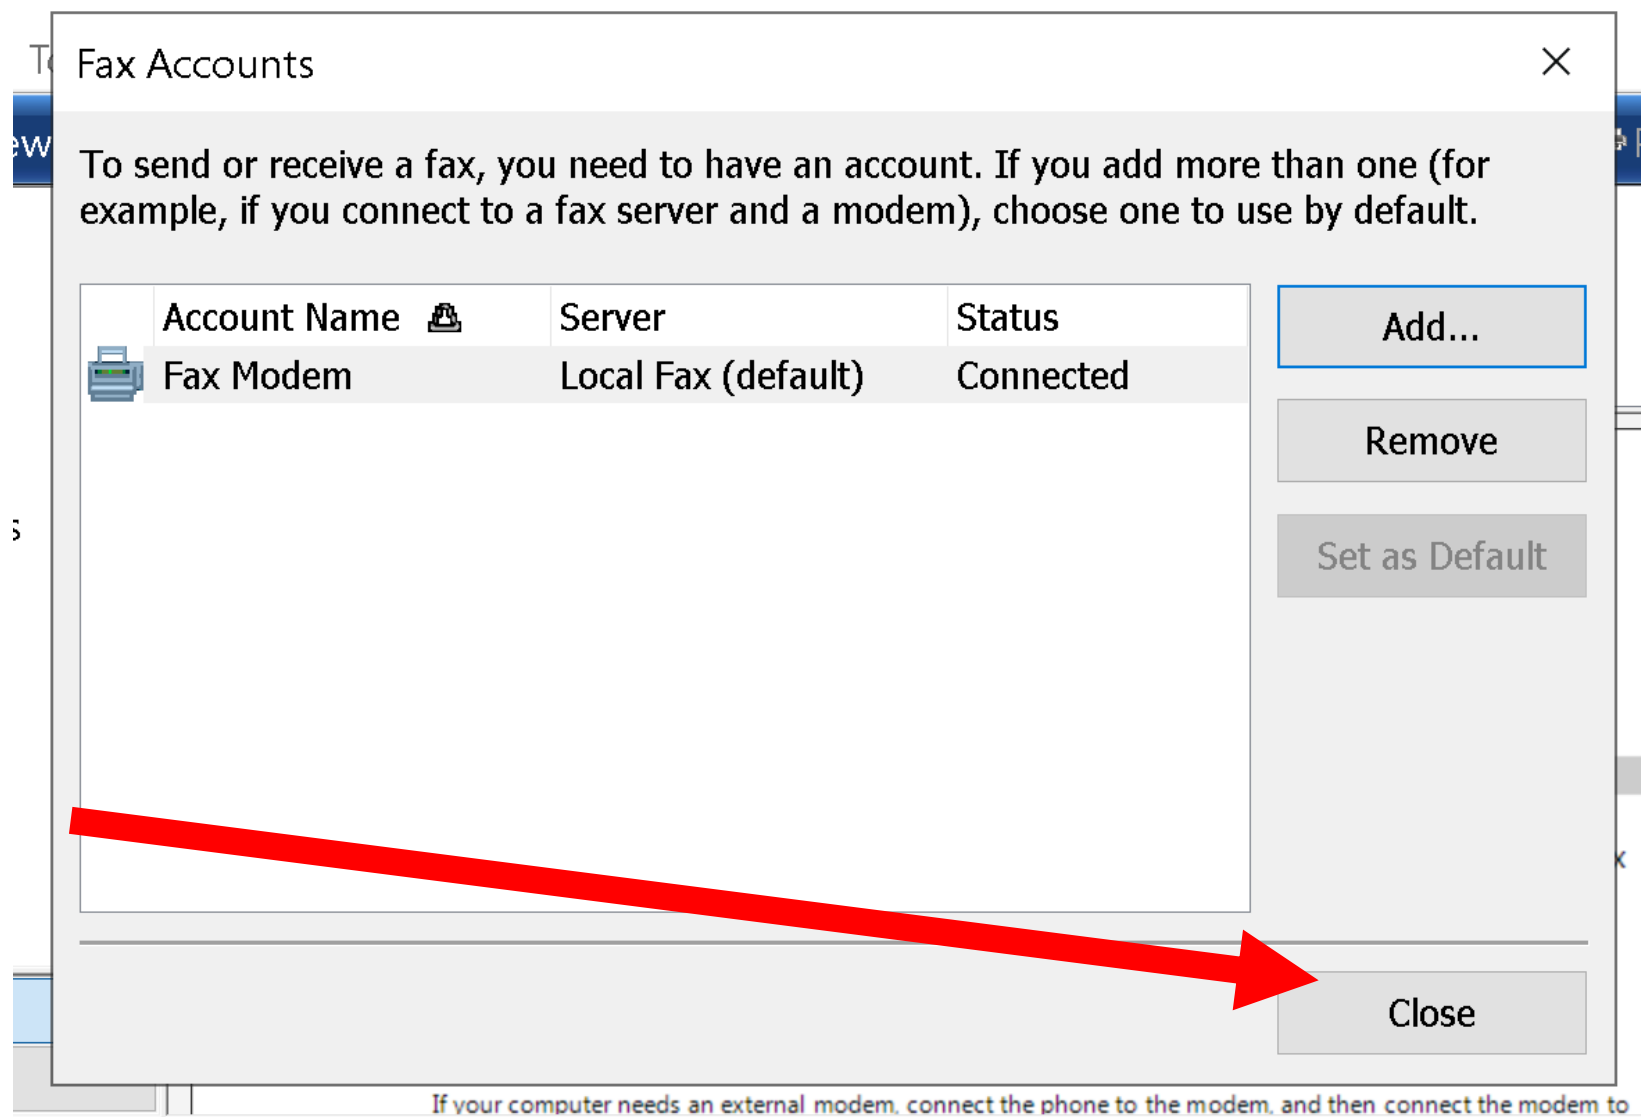 Fax Accounts
To send or receive a fax, you need to have an account. If you add more than one (for
example, if you connect to a fax server and a modem), choose one to use by default.
Account Name Server Status
Fax Modem Local Fax (default) Connected
Add...
Remove
Set as Default
Close
If your computer needs an external modem, connect the phone to the modem, and then connect the modem to